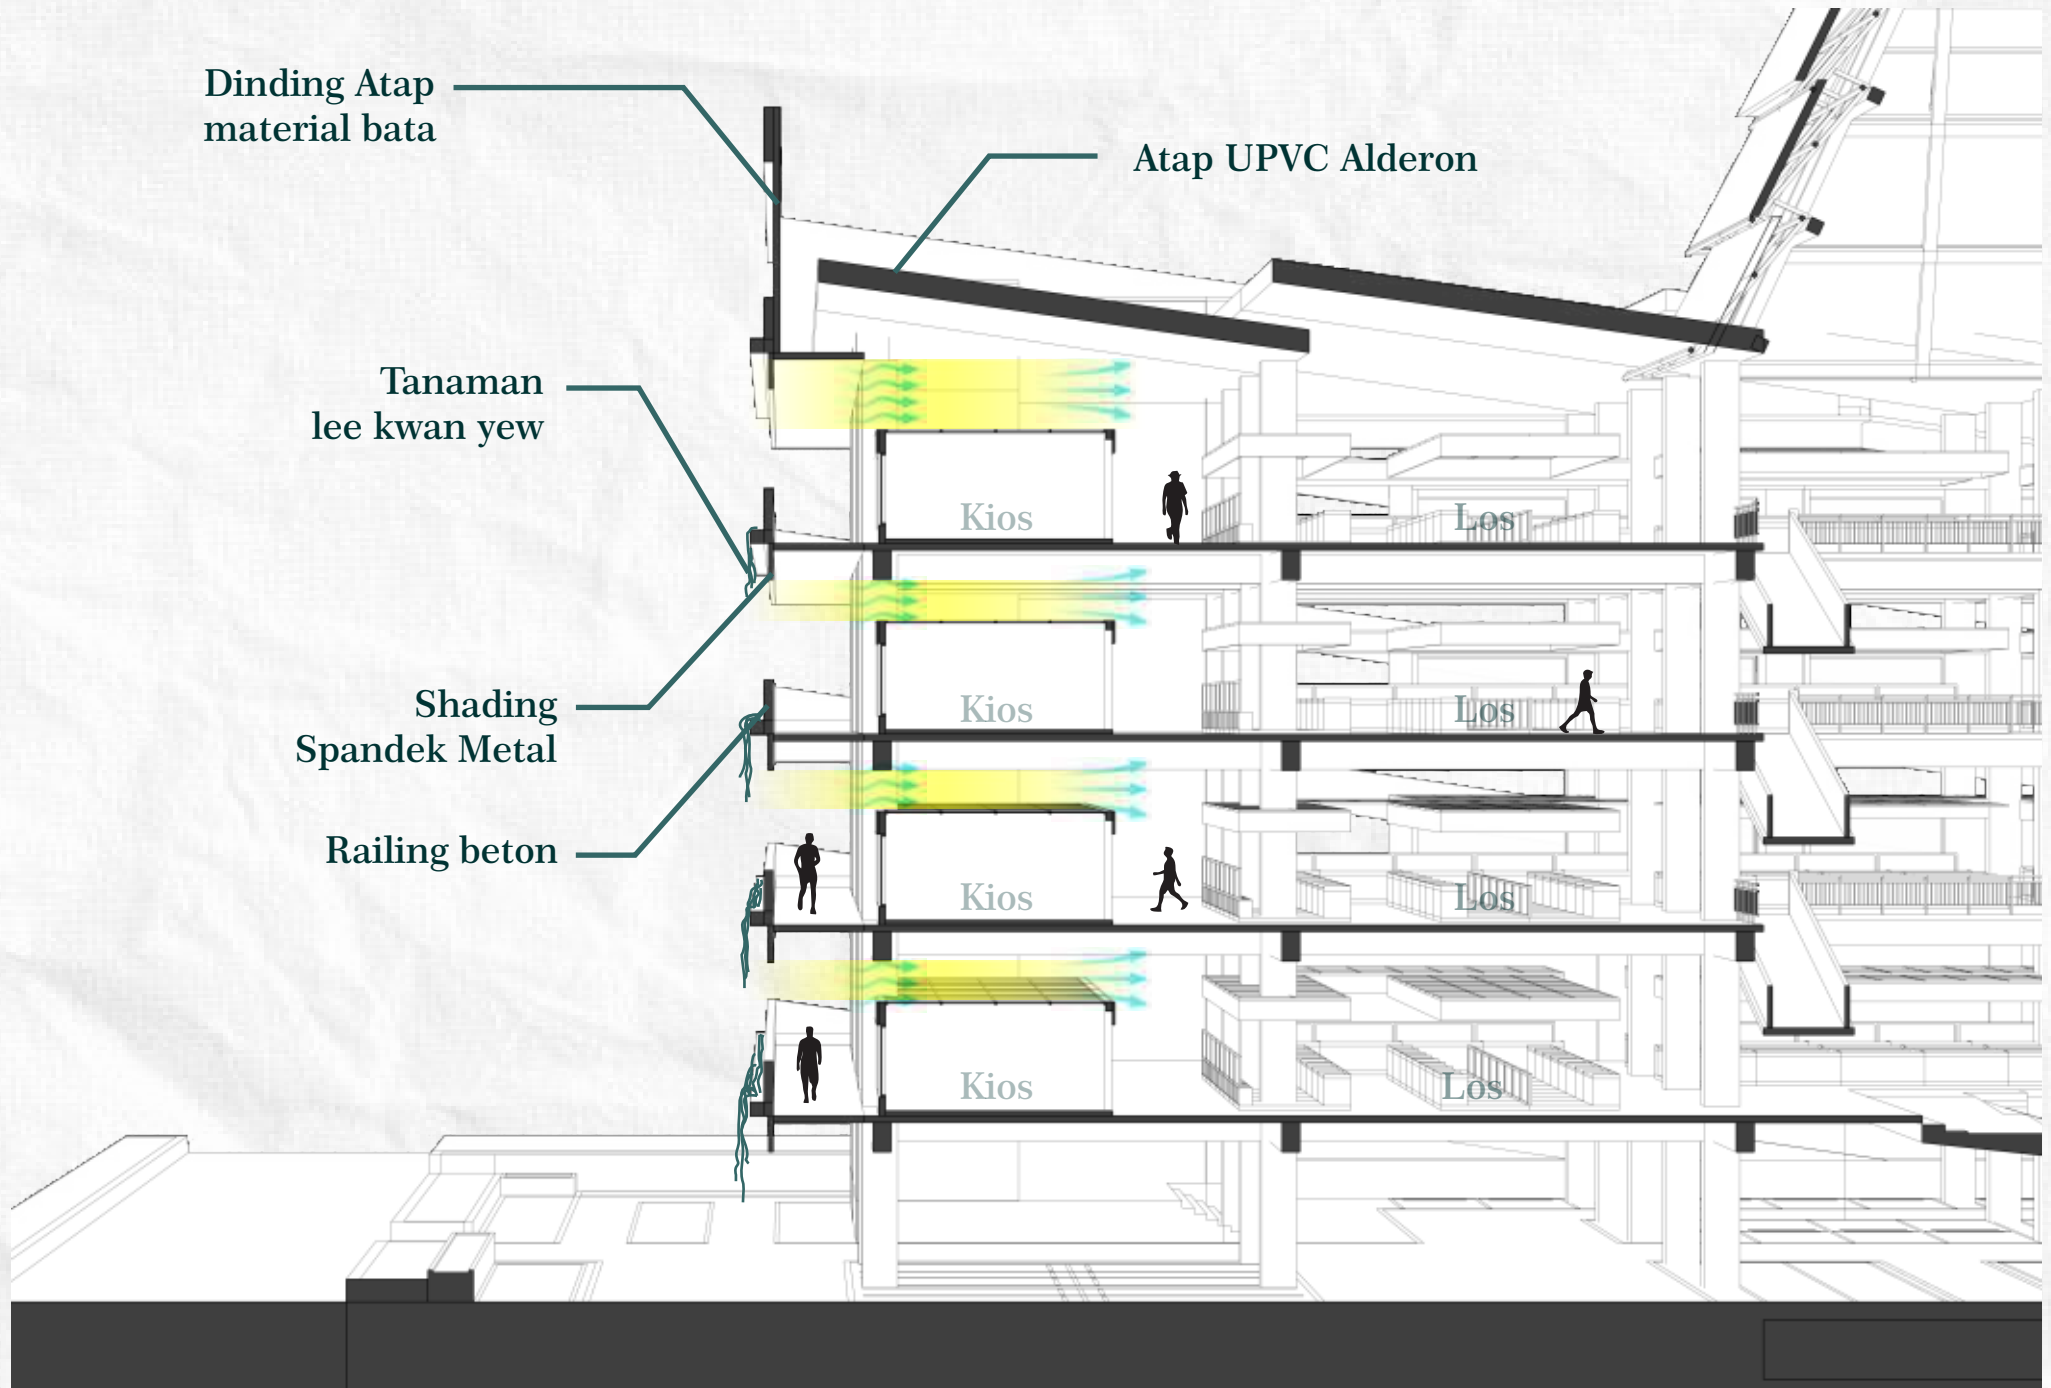 Dinding Atap
material bata
Atap UPVC Alderon
Tanaman
lee kwan yew
Kios
Los
Shading
Spandek Metal
Kios
Los
Railing beton
Kios
Los
Kios
Los